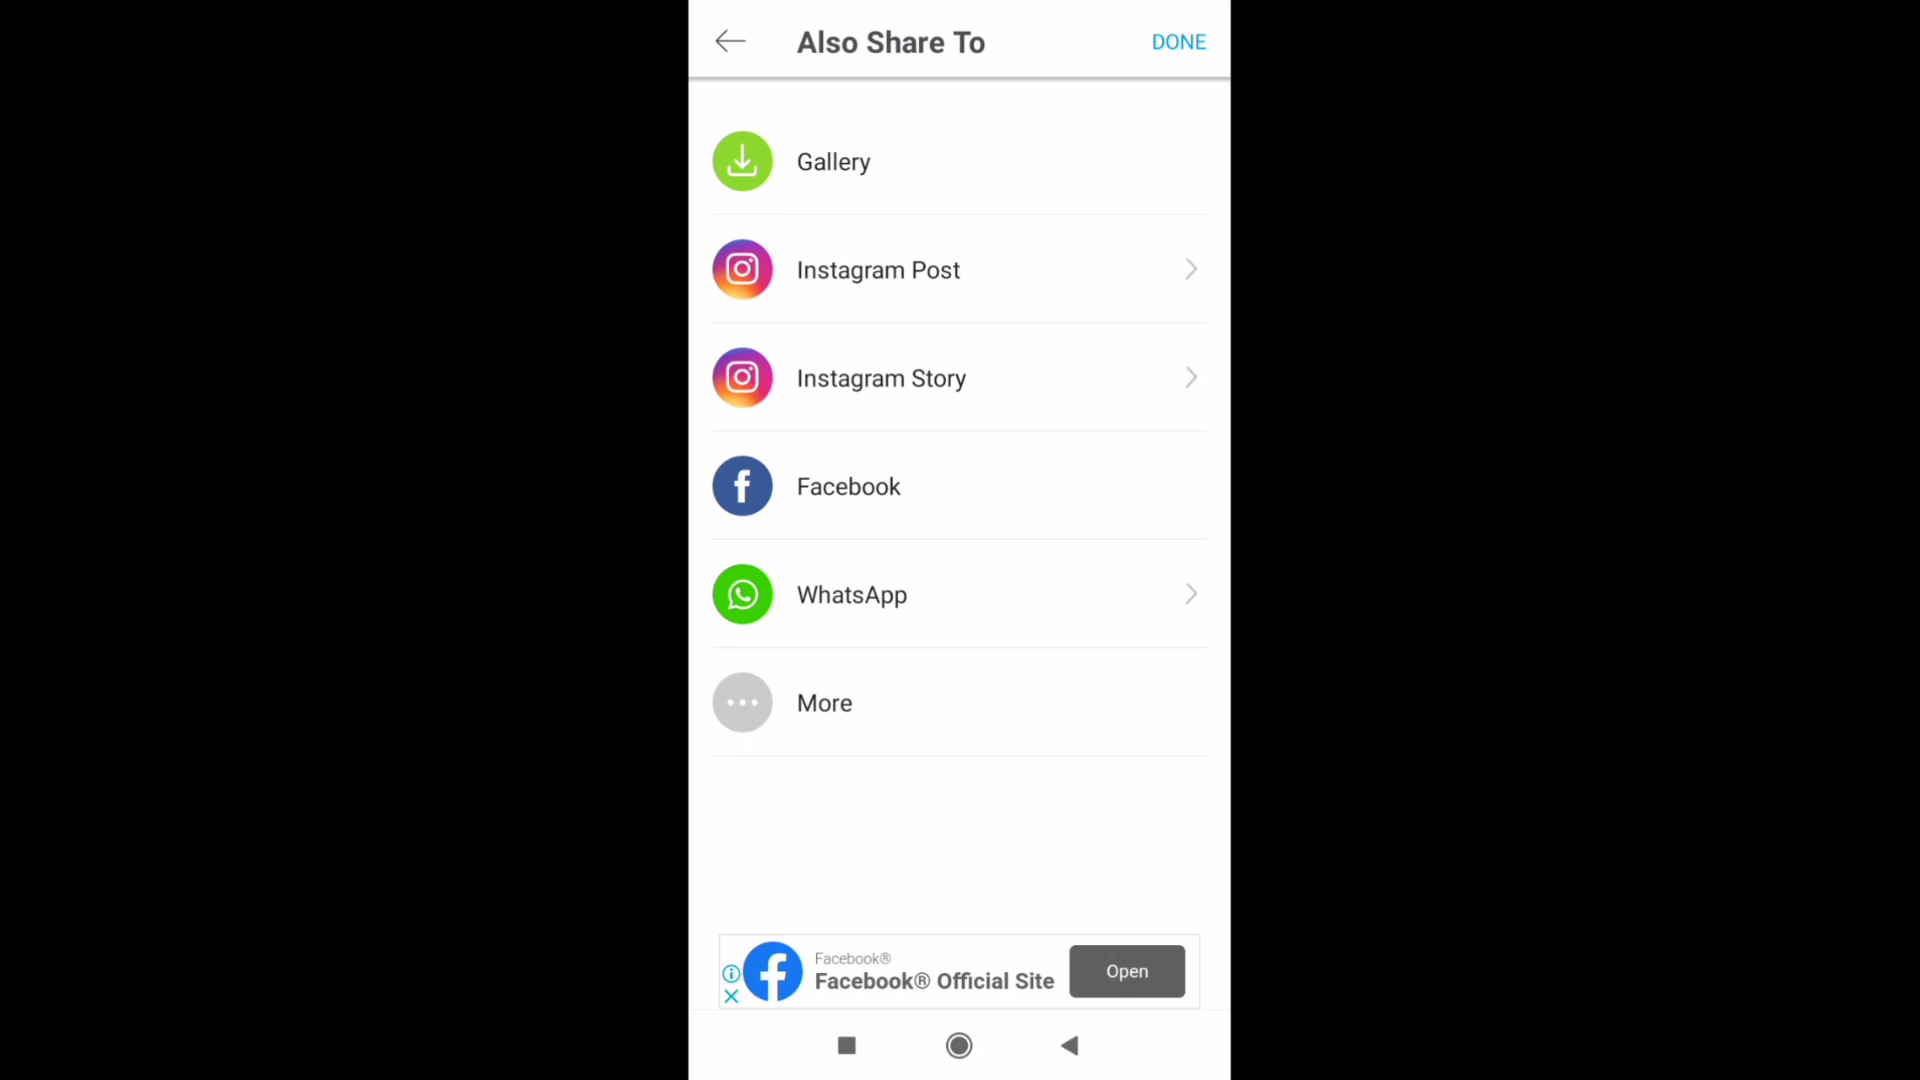 Also Share To
DONE
Gallery
Instagram Post
Instagram Story
Facebook
WhatsApp
More
Facebook®
Facebook® Official Site
Open